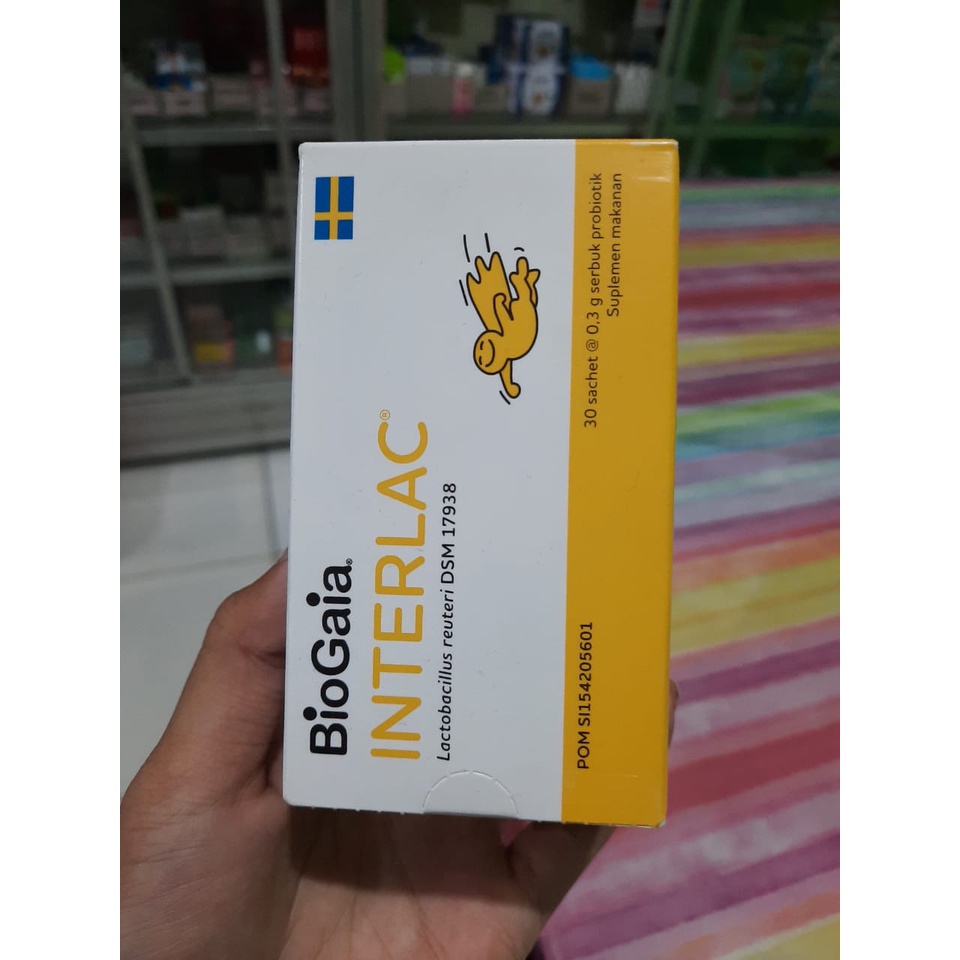 BioGaia®
INTERLAC®
Lactobacillus reuteri DSM 17938
30 sachet @ 0,3 g serbuk probiotik
Suplemen makanan
POM SI154205601